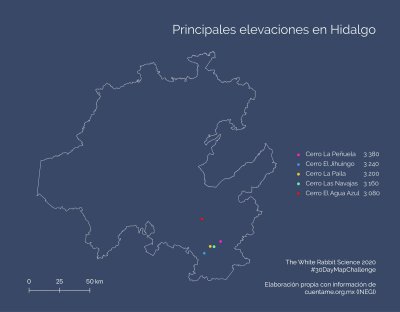 Principales elevaciones en Hidalgo
Cerro La Peñuela 3 380
Cerro El Jihuingo 3 240
Cerro La Paila 3 200
Cerro Las Navajas 3 160
Cerro El Agua Azul 3 080
The White Rabbit Science 2020
#30DayMapChallenge
Elaboración propia con información de
cuentame.org.mx (INEGI)
0 25 50 km